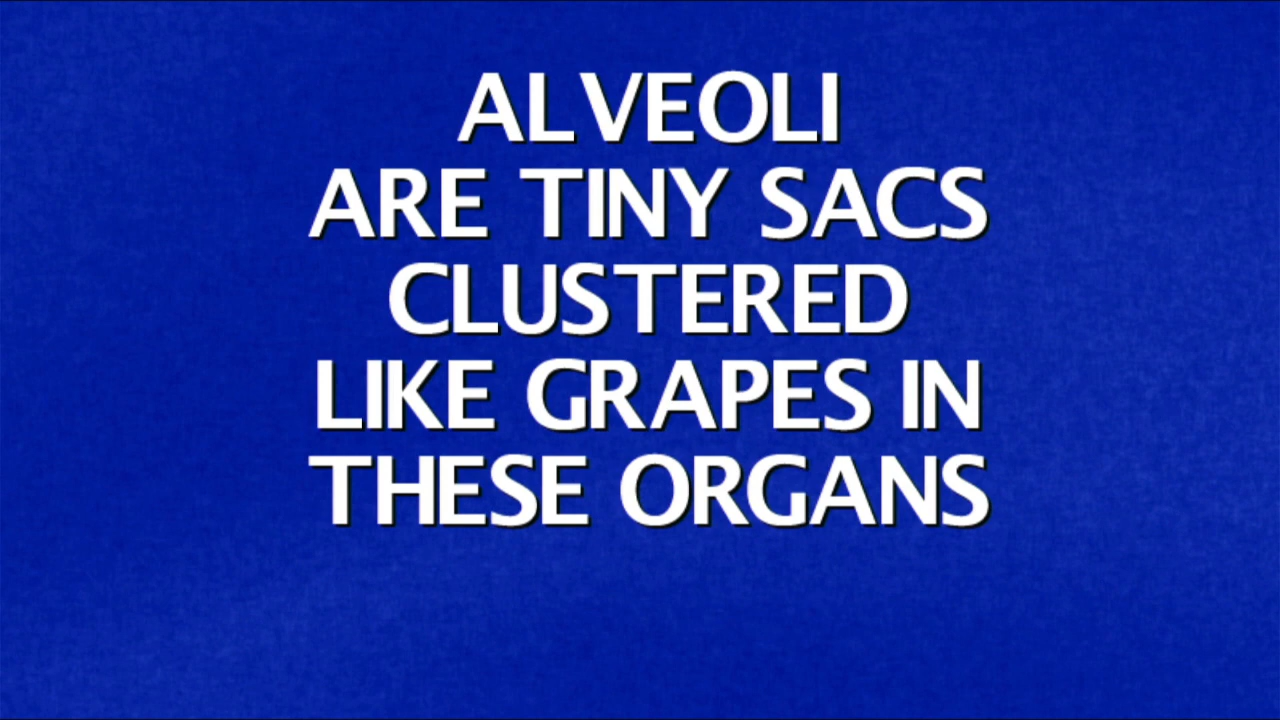 ALVEOLI
ARE TINY SACS
CLUSTERED
LIKE GRAPES IN
THESE ORGANS